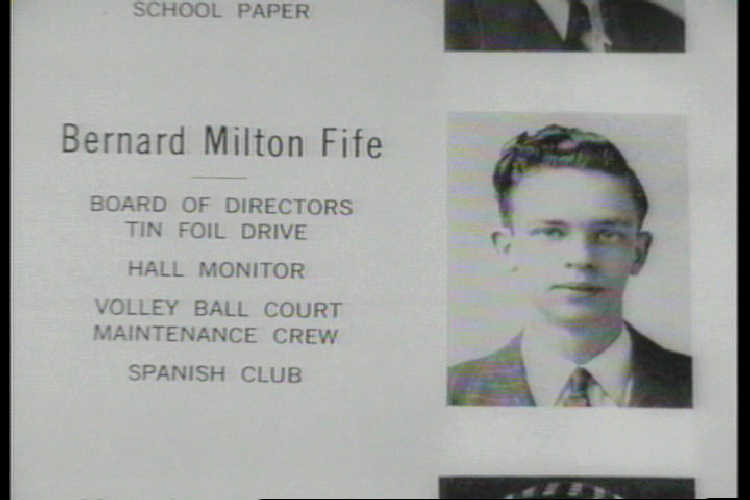 SCHOOL PAPER
Bernard Milton Fife
BOARD OF DIRECTORS
TIN FOIL DRIVE
HALL MONITOR
VOLLEY BALL COURT
MAINTENANCE CREW
SPANISH CLUB